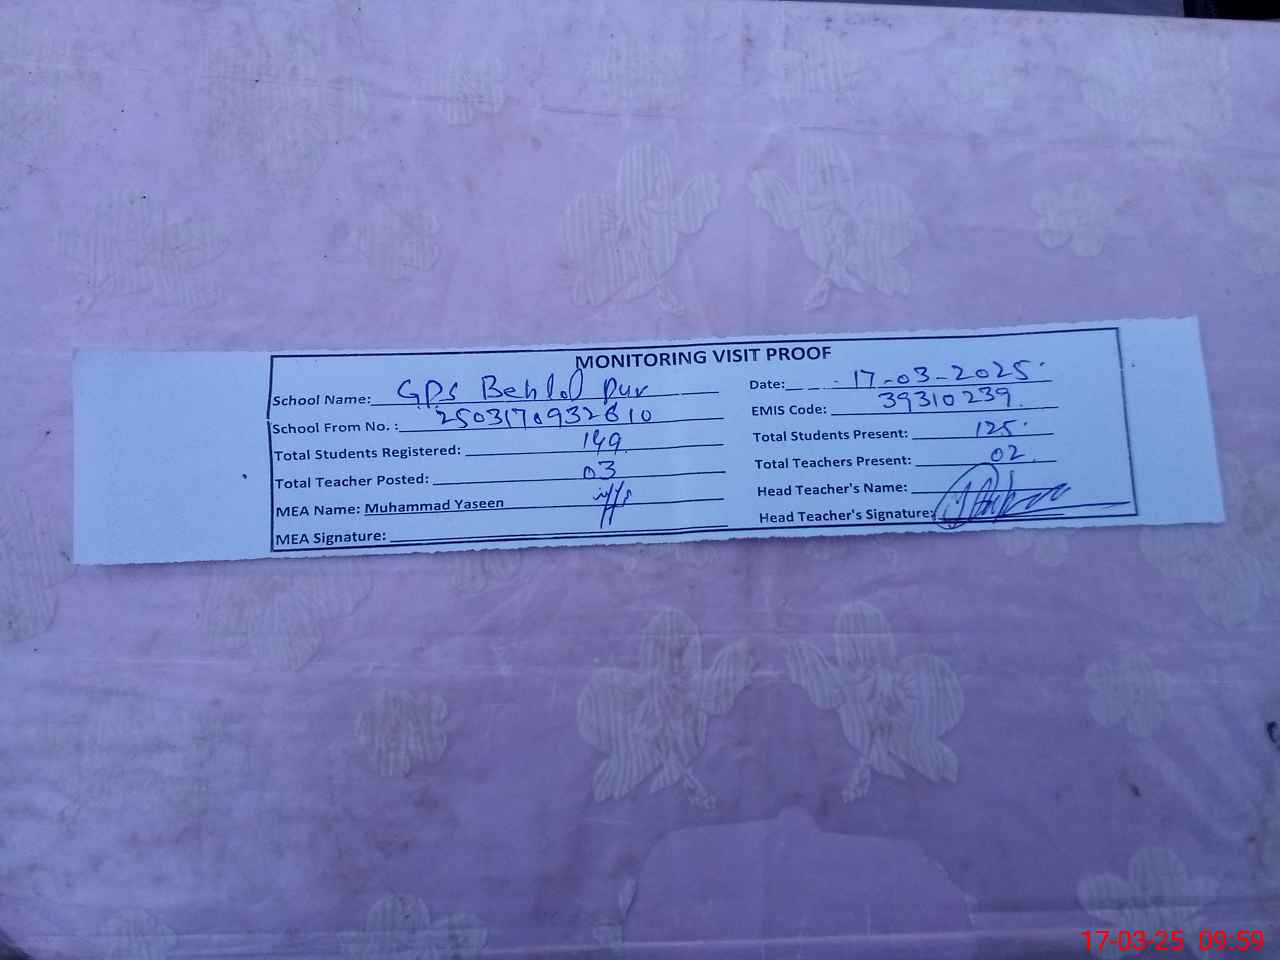 MONITORING VISIT PROOF
School Name: GPS Behlol Pur
Date: 17-03-2025
School From No. : 2503170932810
EMIS Code: 39310239
Total Students Registered: 149
Total Students Present: 125
Total Teacher Posted: 03
Total Teachers Present: 02
MEA Name: Muhammad Yaseen
Head Teacher's Name:
MEA Signature:
Head Teacher's Signature:
17-03-25 09:59